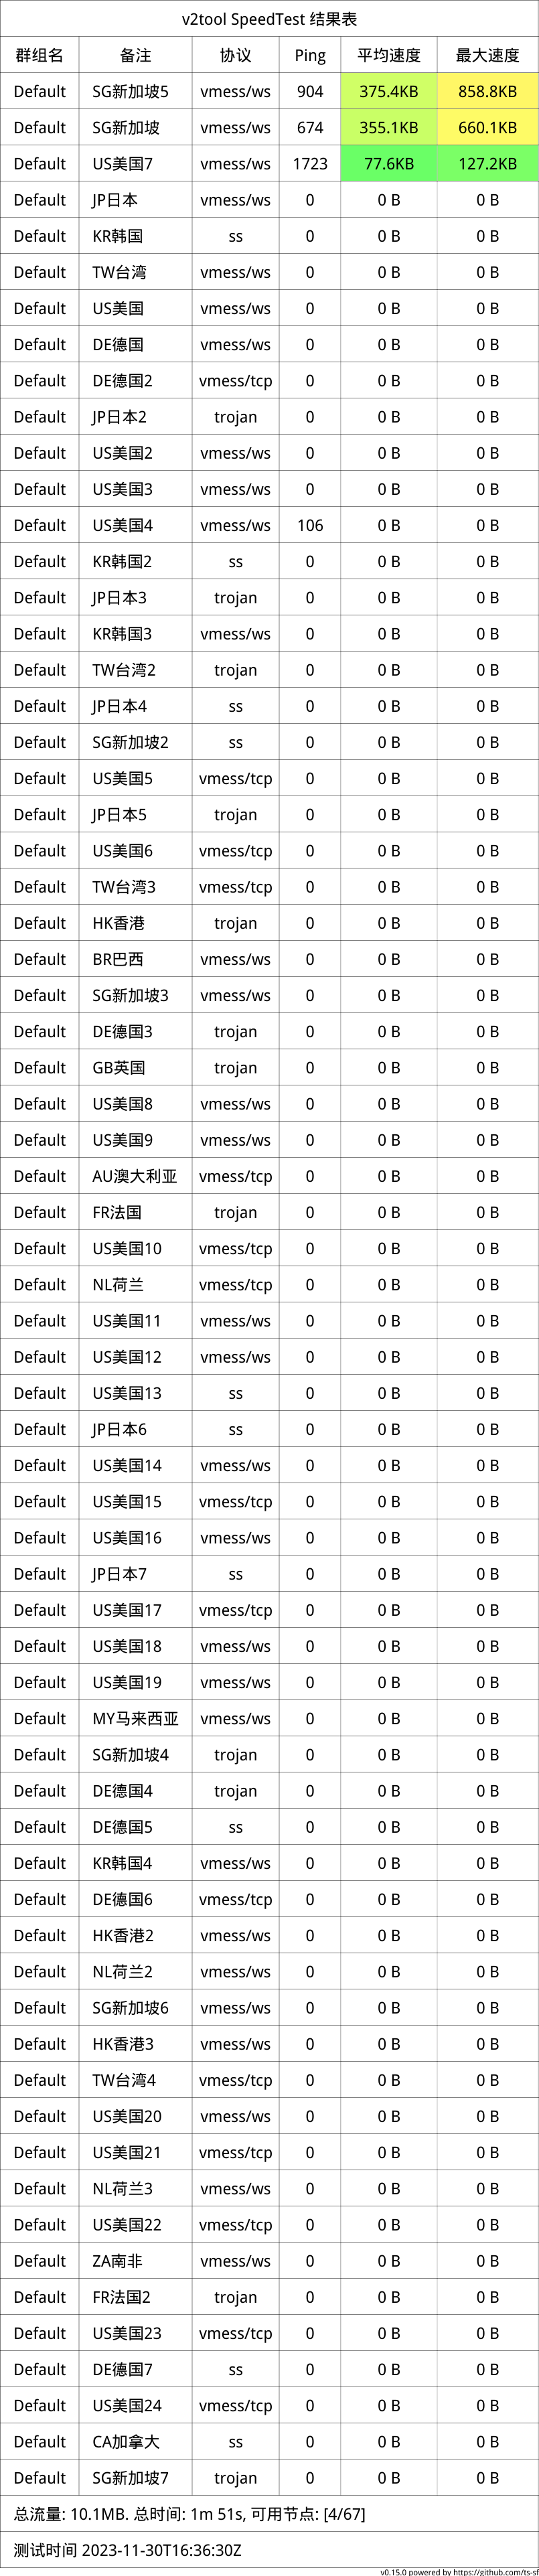 v2tool SpeedTest 结果表
群组名 备注 协议 Ping 平均速度 最大速度
Default SG新加坡5 vmess/ws 904 375.4KB 858.8KB
Default SG新加坡 vmess/ws 674 355.1KB 660.1KB
Default US美国7 vmess/ws 1723 77.6KB 127.2KB
Default JP日本 vmess/ws 0 0 B 0 B
Default KR韩国 ss 0 0 B 0 B
Default TW台湾 vmess/ws 0 0 B 0 B
Default US美国 vmess/ws 0 0 B 0 B
Default DE德国 vmess/ws 0 0 B 0 B
Default DE德国2 vmess/tcp 0 0 B 0 B
Default JP日本2 trojan 0 0 B 0 B
Default US美国2 vmess/ws 0 0 B 0 B
Default US美国3 vmess/ws 0 0 B 0 B
Default US美国4 vmess/ws 106 0 B 0 B
Default KR韩国2 ss 0 0 B 0 B
Default JP日本3 trojan 0 0 B 0 B
Default KR韩国3 vmess/ws 0 0 B 0 B
Default TW台湾2 trojan 0 0 B 0 B
Default JP日本4 ss 0 0 B 0 B
Default SG新加坡2 ss 0 0 B 0 B
Default US美国5 vmess/tcp 0 0 B 0 B
Default JP日本5 trojan 0 0 B 0 B
Default US美国6 vmess/tcp 0 0 B 0 B
Default TW台湾3 vmess/tcp 0 0 B 0 B
Default HK香港 trojan 0 0 B 0 B
Default BR巴西 vmess/ws 0 0 B 0 B
Default SG新加坡3 vmess/ws 0 0 B 0 B
Default DE德国3 trojan 0 0 B 0 B
Default GB英国 trojan 0 0 B 0 B
Default US美国8 vmess/ws 0 0 B 0 B
Default US美国9 vmess/ws 0 0 B 0 B
Default AU澳大利亚 vmess/tcp 0 0 B 0 B
Default FR法国 trojan 0 0 B 0 B
Default US美国10 vmess/tcp 0 0 B 0 B
Default NL荷兰 vmess/tcp 0 0 B 0 B
Default US美国11 vmess/ws 0 0 B 0 B
Default US美国12 vmess/ws 0 0 B 0 B
Default US美国13 ss 0 0 B 0 B
Default JP日本6 ss 0 0 B 0 B
Default US美国14 vmess/ws 0 0 B 0 B
Default US美国15 vmess/tcp 0 0 B 0 B
Default US美国16 vmess/ws 0 0 B 0 B
Default JP日本7 ss 0 0 B 0 B
Default US美国17 vmess/tcp 0 0 B 0 B
Default US美国18 vmess/ws 0 0 B 0 B
Default US美国19 vmess/ws 0 0 B 0 B
Default MY马来西亚 vmess/ws 0 0 B 0 B
Default SG新加坡4 trojan 0 0 B 0 B
Default DE德国4 trojan 0 0 B 0 B
Default DE德国5 ss 0 0 B 0 B
Default KR韩国4 vmess/ws 0 0 B 0 B
Default DE德国6 vmess/tcp 0 0 B 0 B
Default HK香港2 vmess/ws 0 0 B 0 B
Default NL荷兰2 vmess/ws 0 0 B 0 B
Default SG新加坡6 vmess/ws 0 0 B 0 B
Default HK香港3 vmess/ws 0 0 B 0 B
Default TW台湾4 vmess/tcp 0 0 B 0 B
Default US美国20 vmess/ws 0 0 B 0 B
Default US美国21 vmess/tcp 0 0 B 0 B
Default NL荷兰3 vmess/ws 0 0 B 0 B
Default US美国22 vmess/tcp 0 0 B 0 B
Default ZA南非 vmess/ws 0 0 B 0 B
Default FR法国2 trojan 0 0 B 0 B
Default US美国23 vmess/tcp 0 0 B 0 B
Default DE德国7 ss 0 0 B 0 B
Default US美国24 vmess/tcp 0 0 B 0 B
Default CA加拿大 ss 0 0 B 0 B
Default SG新加坡7 trojan 0 0 B 0 B
总流量: 10.1MB. 总时间: 1m 51s, 可用节点: [4/67]
测试时间 2023-11-30T16:36:30Z
v0.15.0 powered by https://github.com/ts-sf